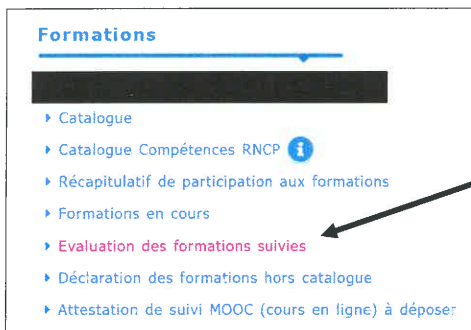 Formations
Catalogue
Catalogue Compétences RNCP i
Récapitulatif de participation aux formations
Formations en cours
Evaluation des formations suivies
Déclaration des formations hors catalogue
Attestation de suivi MOOC (cours en ligne) à déposer